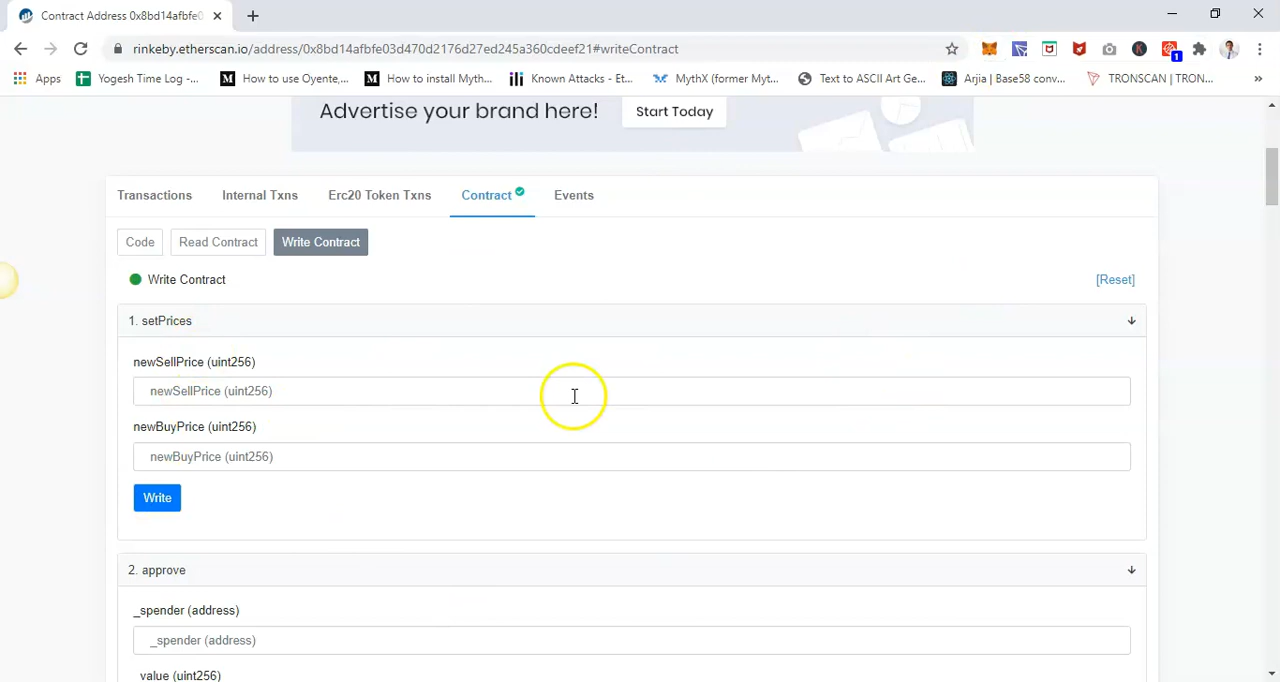 Contract Address 0x8bd14afbfe0
rinkeby.etherscan.io/address/0x8bd14afbfe03d470d2176d27ed245a360cdeef21#writeContract
K
1
Apps
Yogesh Time Log -...
How to use Oyente,...
How to install Myth...
Known Attacks - Et...
MythX (former Myt...
Text to ASCII Art Ge...
Arjia | Base58 conv...
TRONSCAN | TRON...
»
Advertise your brand here!
Start Today
Transactions
Internal Txns
Erc20 Token Txns
Contract
Events
Code
Read Contract
Write Contract
Write Contract
[Reset]
1. setPrices
newSellPrice (uint256)
newSellPrice (uint256)
newBuyPrice (uint256)
newBuyPrice (uint256)
Write
2. approve
_spender (address)
_spender (address)
value (uint256)